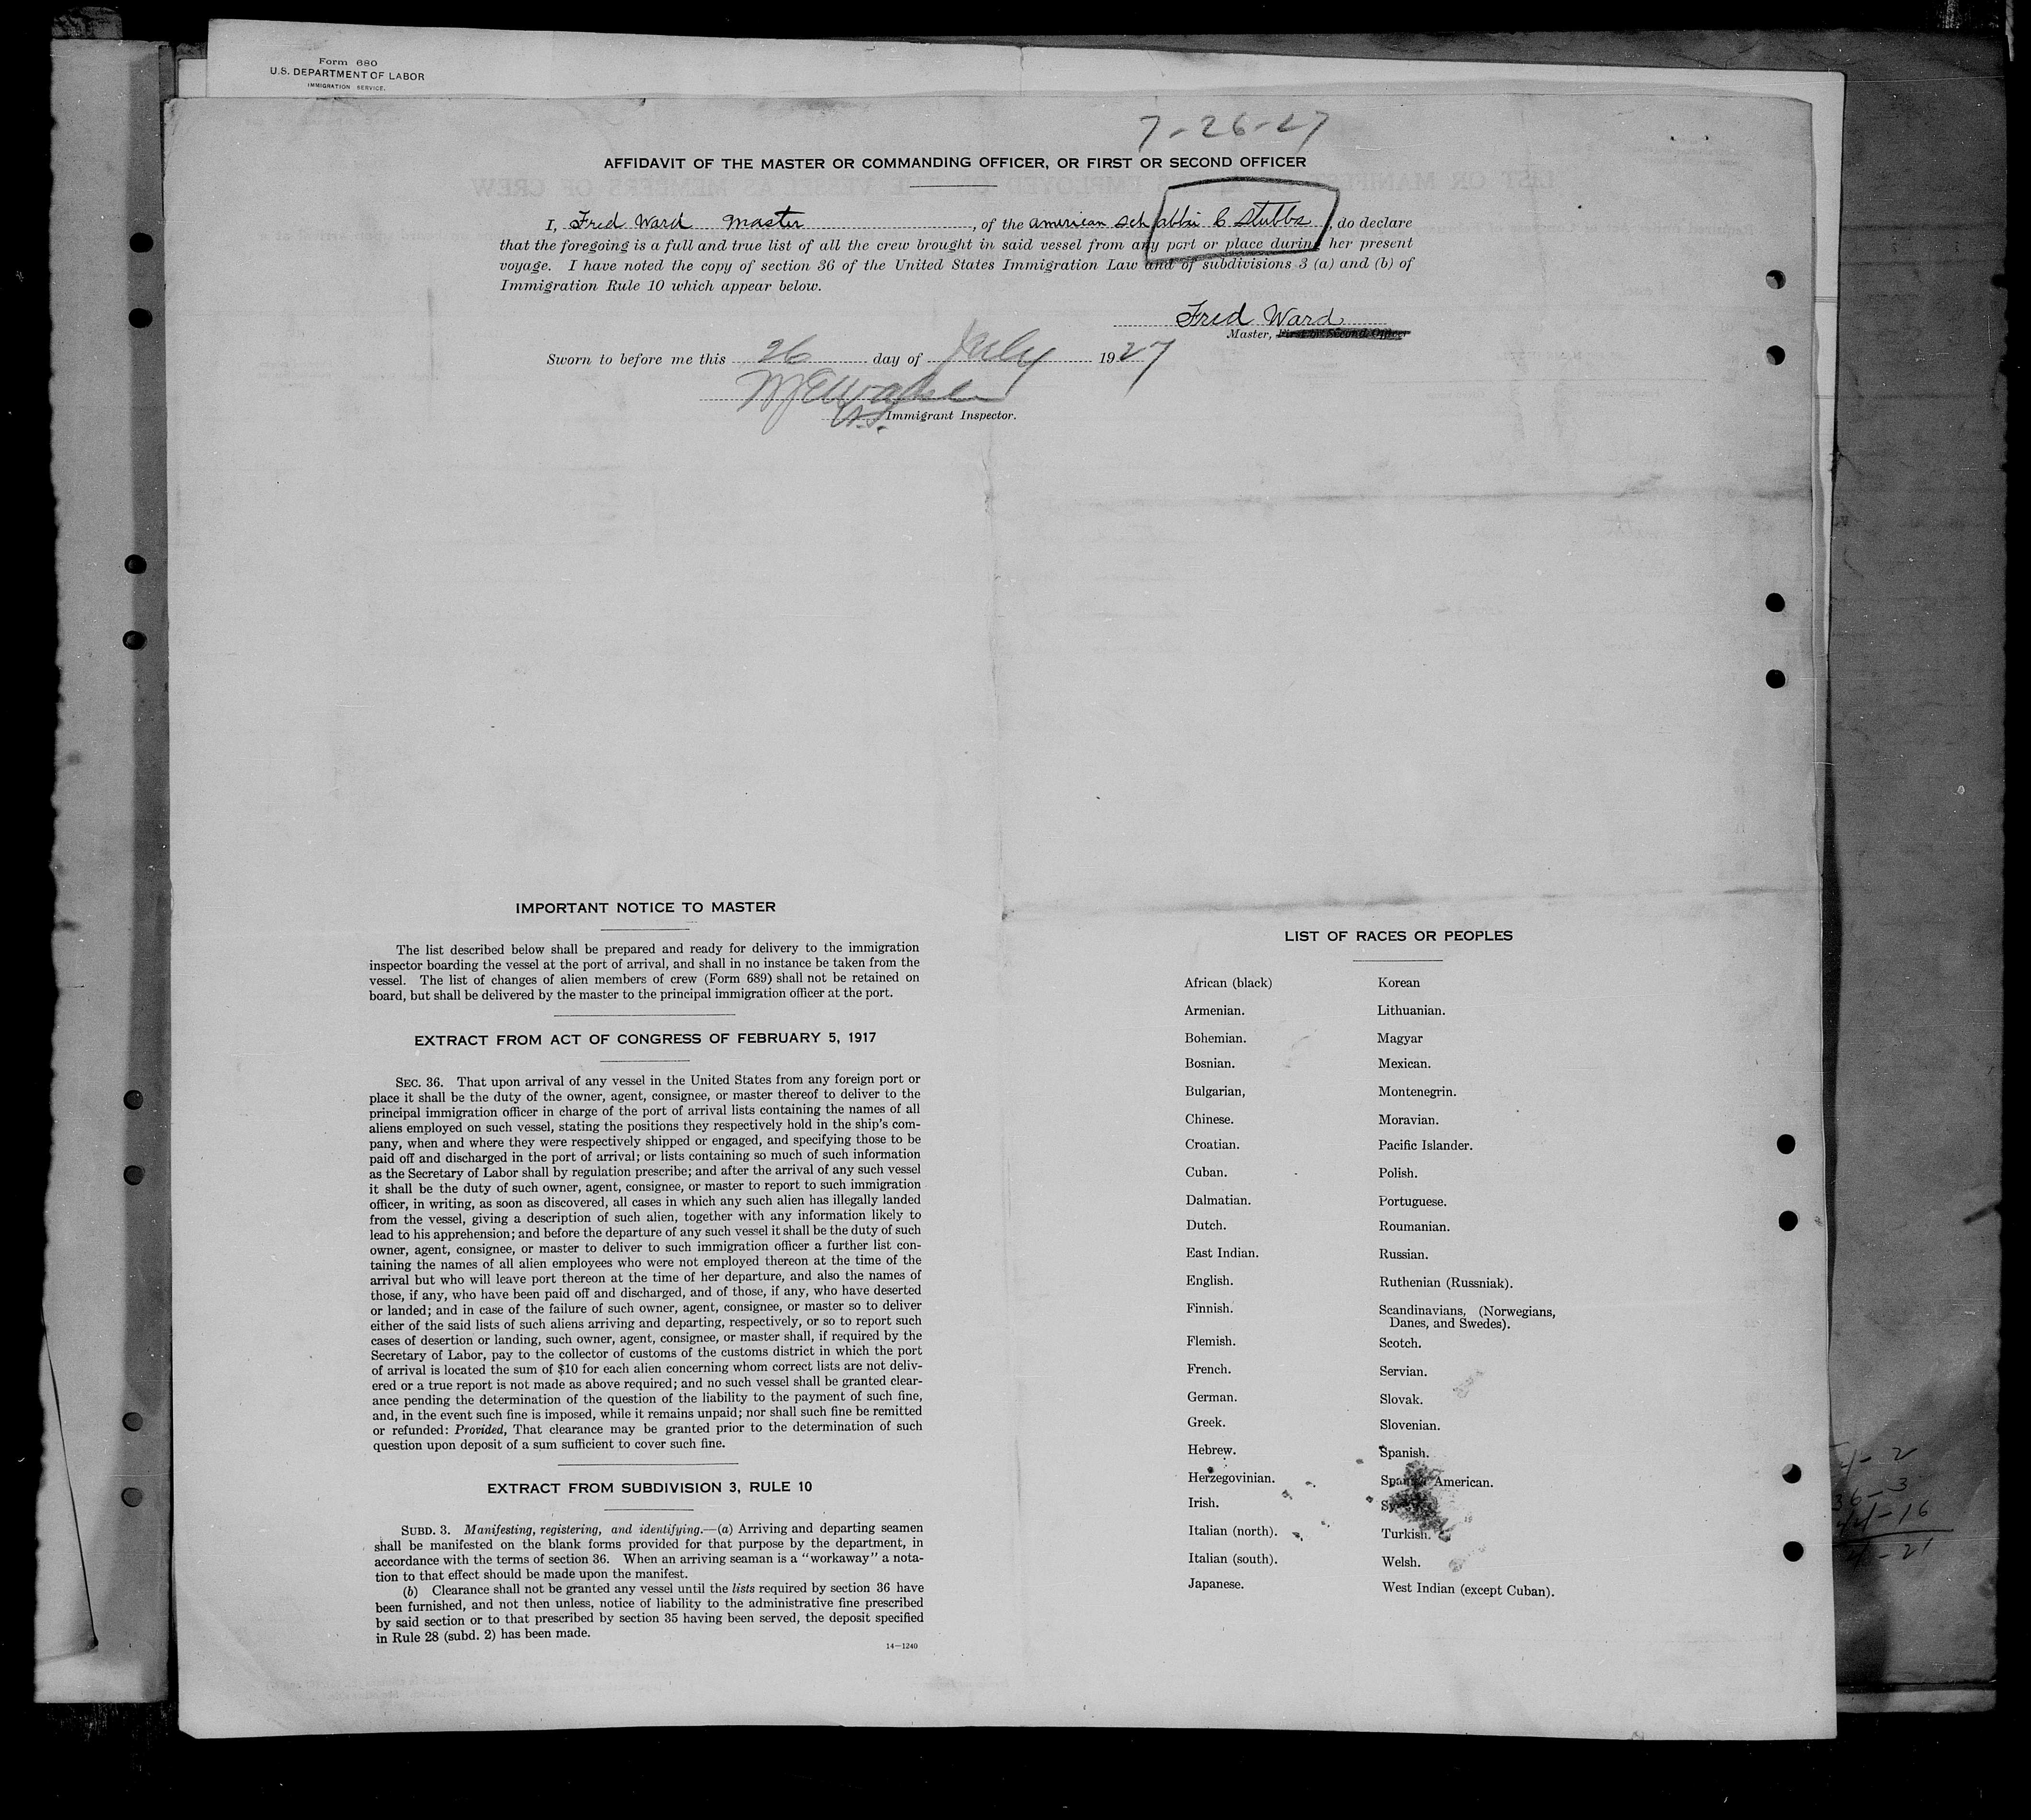 Form 680
U.S. DEPARTMENT OF LABOR
IMMIGRATION SERVICE.
7-26-27
AFFIDAVIT OF THE MASTER OR COMMANDING OFFICER, OR FIRST OR SECOND OFFICER
I, Fred Ward Master, of the american Sch abbie C Stubbs, do declare
that the foregoing is a full and true list of all the crew brought in said vessel from any port or place during her present
voyage. I have noted the copy of section 36 of the United States Immigration Law and of subdivisions 3 (a) and (b) of
Immigration Rule 10 which appear below.
Fred Ward
Master, First or Second Officer
Sworn to before me this 26 day of July 1927
Immigrant Inspector.
IMPORTANT NOTICE TO MASTER
The list described below shall be prepared and ready for delivery to the immigration
inspector boarding the vessel at the port of arrival, and shall in no instance be taken from the
vessel. The list of changes of alien members of crew (Form 689) shall not be retained on
board, but shall be delivered by the master to the principal immigration officer at the port.
EXTRACT FROM ACT OF CONGRESS OF FEBRUARY 5, 1917
SEC. 36. That upon arrival of any vessel in the United States from any foreign port or
place it shall be the duty of the owner, agent, consignee, or master thereof to deliver to the
principal immigration officer in charge of the port of arrival lists containing the names of all
aliens employed on such vessel, stating the positions they respectively hold in the ship's com-
pany, when and where they were respectively shipped or engaged, and specifying those to be
paid off and discharged in the port of arrival; or lists containing so much of such information
as the Secretary of Labor shall by regulation prescribe; and after the arrival of any such vessel
it shall be the duty of such owner, agent, consignee, or master to report to such immigration
officer, in writing, as soon as discovered, all cases in which any such alien has illegally landed
from the vessel, giving a description of such alien, together with any information likely to
lead to his apprehension; and before the departure of any such vessel it shall be the duty of such
owner, agent, consignee, or master to deliver to such immigration officer a further list con-
taining the names of all alien employees who were not employed thereon at the time of the
arrival but who will leave port thereon at the time of her departure, and also the names of
those, if any, who have been paid off and discharged, and of those, if any, who have deserted
or landed; and in case of the failure of such owner, agent, consignee, or master so to deliver
either of the said lists of such aliens arriving and departing, respectively, or so to report such
cases of desertion or landing, such owner, agent, consignee, or master shall, if required by the
Secretary of Labor, pay to the collector of customs of the customs district in which the port
of arrival is located the sum of $10 for each alien concerning whom correct lists are not deliv-
ered or a true report is not made as above required; and no such vessel shall be granted clear-
ance pending the determination of the question of the liability to the payment of such fine,
and, in the event such fine is imposed, while it remains unpaid; nor shall such fine be remitted
or refunded: Provided, That clearance may be granted prior to the determination of such
question upon deposit of a sum sufficient to cover such fine.
EXTRACT FROM SUBDIVISION 3, RULE 10
SUBD. 3. Manifesting, registering, and identifying.—(a) Arriving and departing seamen
shall be manifested on the blank forms provided for that purpose by the department, in
accordance with the terms of section 36. When an arriving seaman is a "workaway" a nota-
tion to that effect should be made upon the manifest.
(b) Clearance shall not be granted any vessel until the lists required by section 36 have
been furnished, and not then unless, notice of liability to the administrative fine prescribed
by said section or to that prescribed by section 35 having been served, the deposit specified
in Rule 28 (subd. 2) has been made.
14—1240
LIST OF RACES OR PEOPLES
African (black)
Armenian.
Bohemian.
Bosnian.
Bulgarian,
Chinese.
Croatian.
Cuban.
Dalmatian.
Dutch.
East Indian.
English.
Finnish.
Flemish.
French.
German.
Greek.
Hebrew.
Herzegovinian.
Irish.
Italian (north).
Italian (south).
Japanese.
Korean
Lithuanian.
Magyar
Mexican.
Montenegrin.
Moravian.
Pacific Islander.
Polish.
Portuguese.
Roumanian.
Russian.
Ruthenian (Russniak).
Scandinavians, (Norwegians,
Danes, and Swedes).
Scotch.
Servian.
Slovak.
Slovenian.
Spanish.
Spanish American.
Turkish.
Welsh.
West Indian (except Cuban).